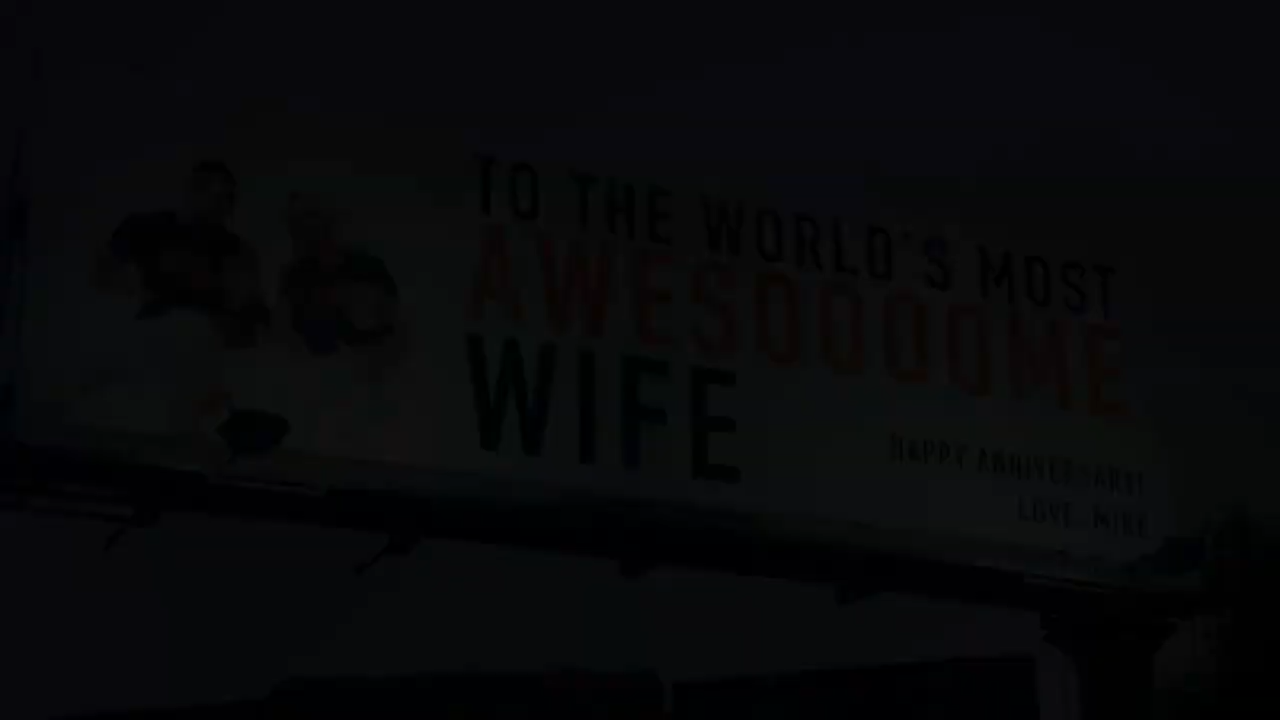 TO THE WORLD'S MOST
AWESOOOOME
WIFE
HAPPY ANNIVERSARY!
LOVE, MIKE